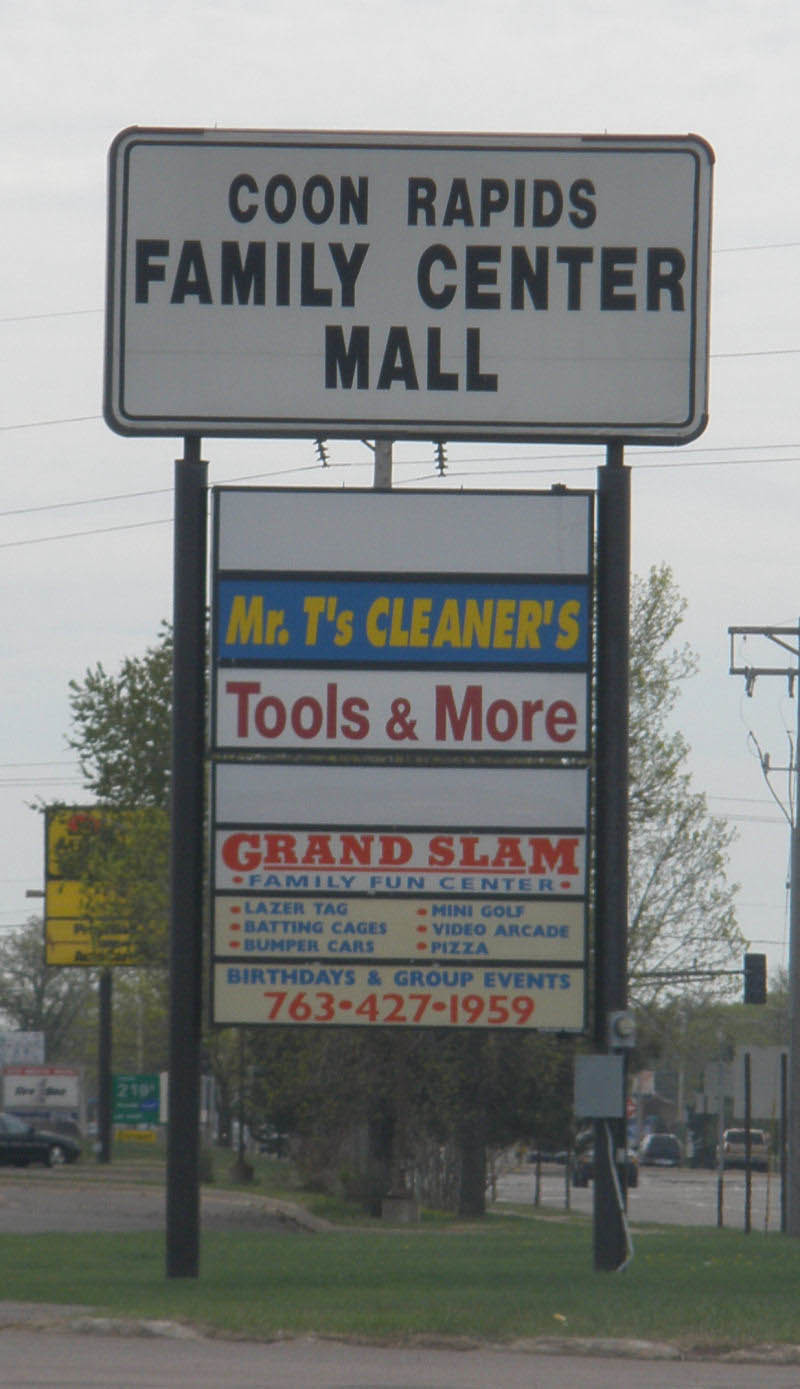 COON RAPIDS
FAMILY CENTER
MALL
Mr. T's CLEANER'S
Tools & More
GRAND SLAM
•FAMILY FUN CENTER•
•LAZER TAG •MINI GOLF
•BATTING CAGES •VIDEO ARCADE
•BUMPER CARS •PIZZA
BIRTHDAYS & GROUP EVENTS
763•427•1959